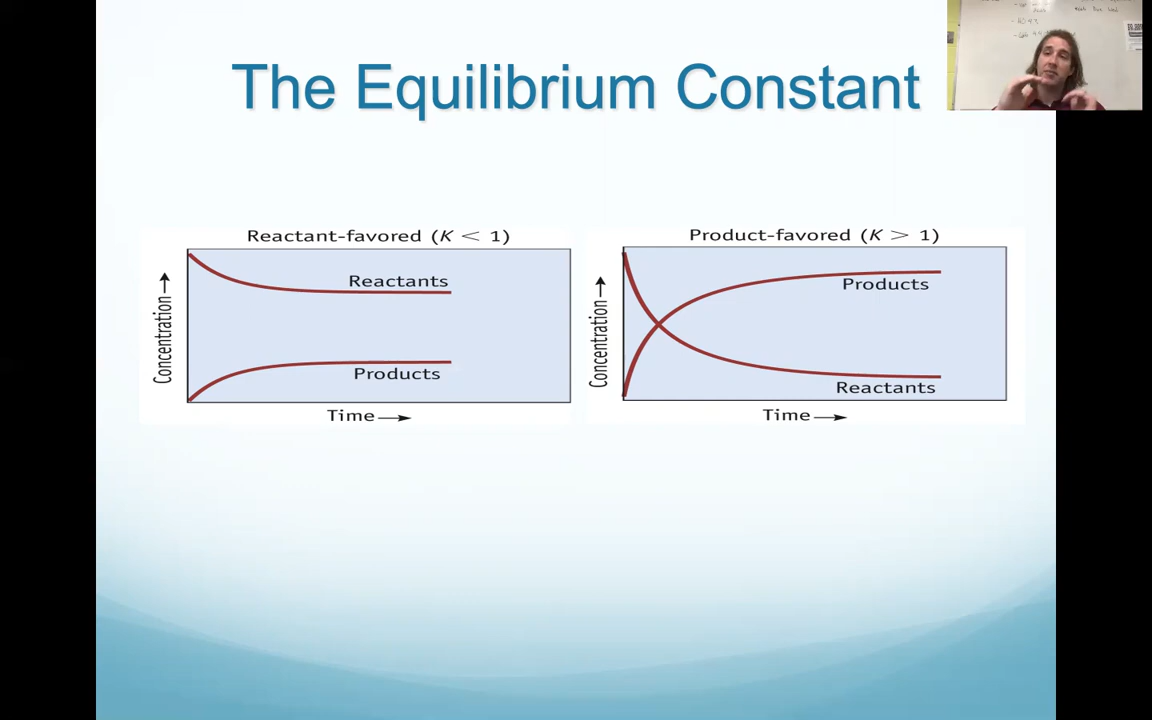 The Equilibrium Constant
Reactant-favored (K < 1)
Concentration →
Reactants
Products
Time →
Product-favored (K > 1)
Concentration →
Products
Reactants
Time →